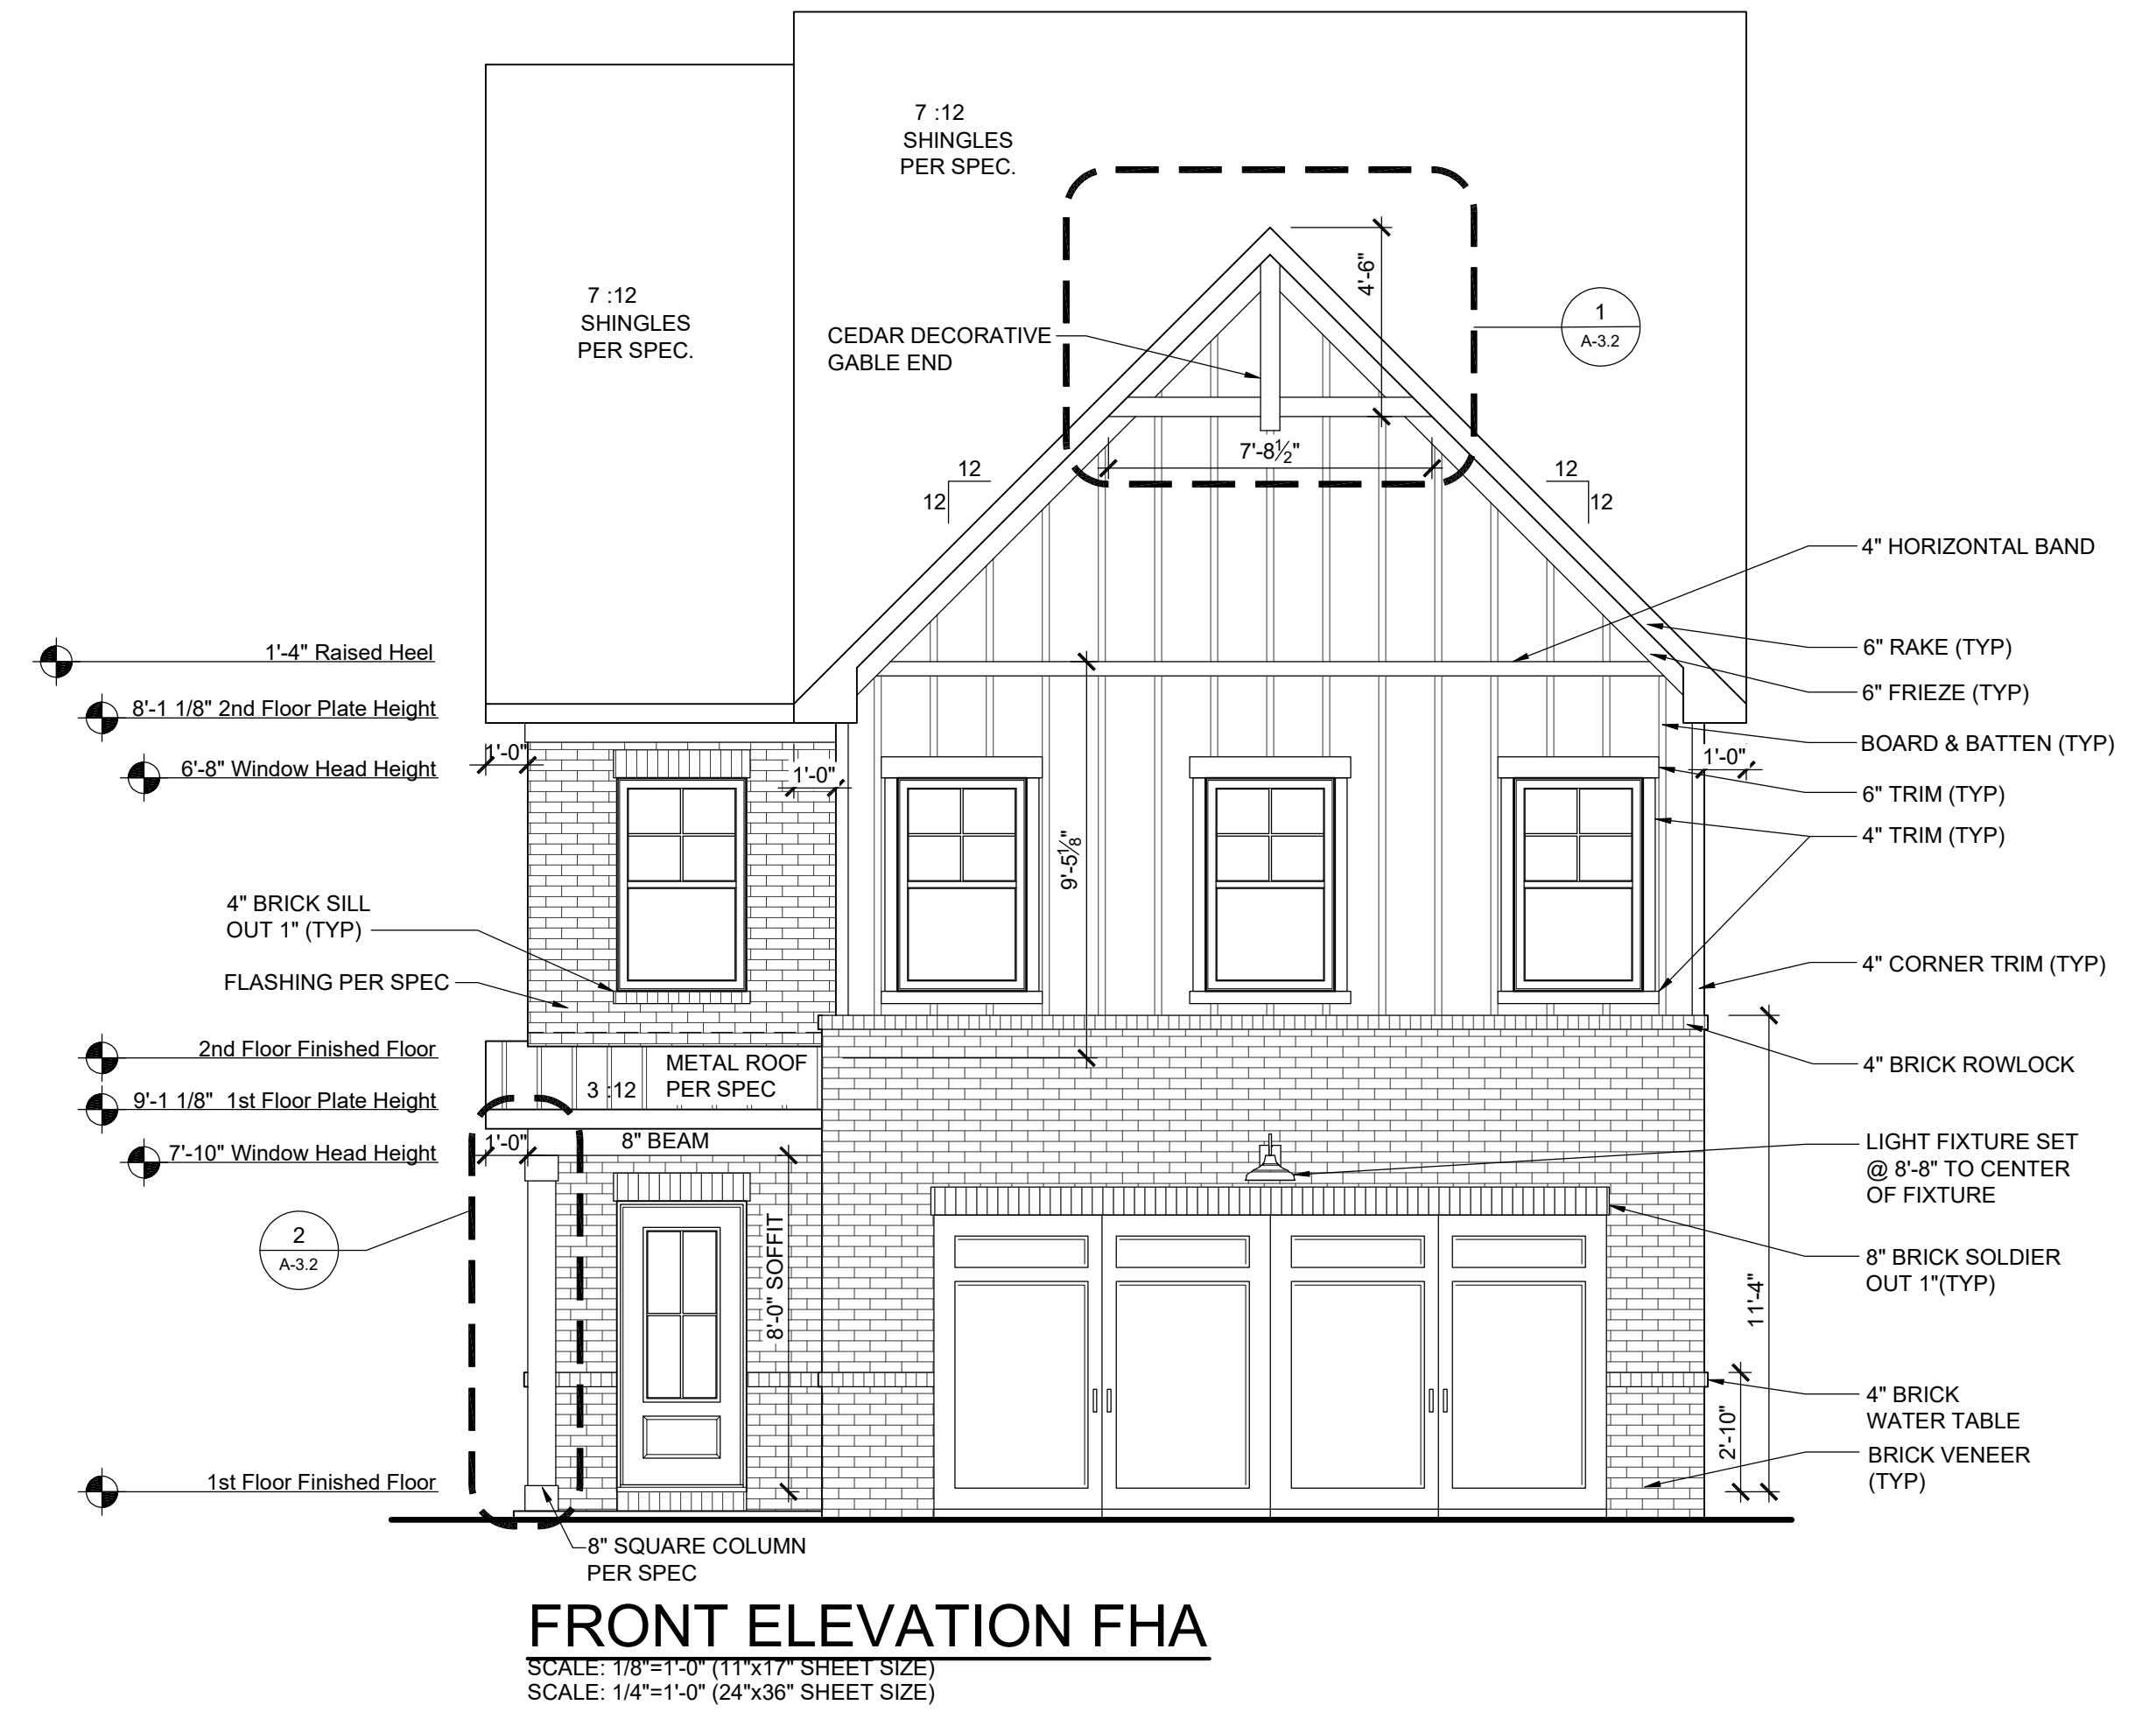 7 :12
SHINGLES
PER SPEC.
7 :12
SHINGLES
PER SPEC.
4'-6"
1
A-3.2
CEDAR DECORATIVE
GABLE END
7'-8½"
12
12
12
12
4" HORIZONTAL BAND
6" RAKE (TYP)
6" FRIEZE (TYP)
BOARD & BATTEN (TYP)
6" TRIM (TYP)
4" TRIM (TYP)
4" CORNER TRIM (TYP)
4" BRICK ROWLOCK
LIGHT FIXTURE SET
@ 8'-8" TO CENTER
OF FIXTURE
8" BRICK SOLDIER
OUT 1"(TYP)
4" BRICK
WATER TABLE
BRICK VENEER
(TYP)
1'-4" Raised Heel
8'-1 1/8" 2nd Floor Plate Height
6'-8" Window Head Height
1'-0"
1'-0"
1'-0"
9'-5⅛"
4" BRICK SILL
OUT 1" (TYP)
FLASHING PER SPEC
2nd Floor Finished Floor
9'-1 1/8" 1st Floor Plate Height
7'-10" Window Head Height
METAL ROOF
PER SPEC
3 :12
1'-0"
8" BEAM
8'-0" SOFFIT
2
A-3.2
11'-4"
2'-10"
1st Floor Finished Floor
8" SQUARE COLUMN
PER SPEC
FRONT ELEVATION FHA
SCALE: 1/8"=1'-0" (11"x17" SHEET SIZE)
SCALE: 1/4"=1'-0" (24"x36" SHEET SIZE)